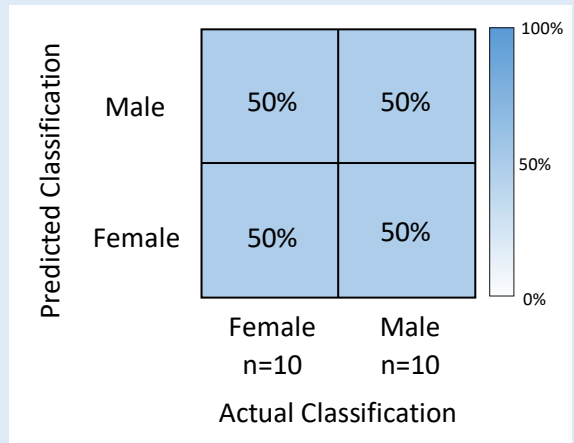 Predicted Classification
Male
Female
50%
50%
50%
50%
100%
50%
0%
Female
n=10
Male
n=10
Actual Classification